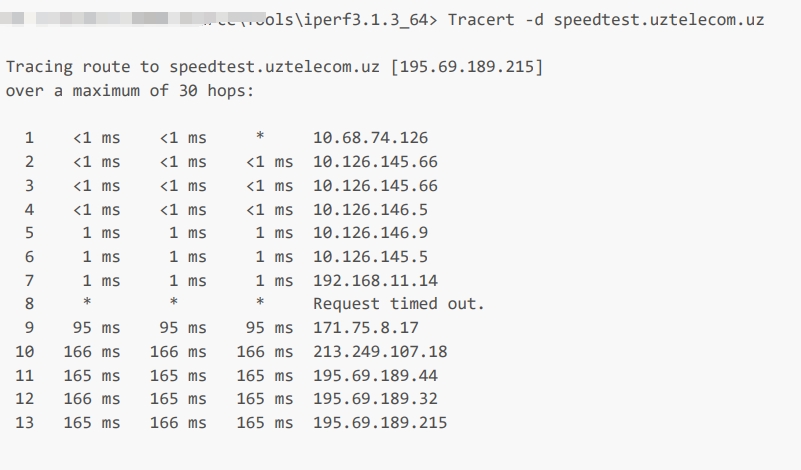 \Tools\iperf3.1.3_64> Tracert -d speedtest.uztelecom.uz
Tracing route to speedtest.uztelecom.uz [195.69.189.215]
over a maximum of 30 hops:
1 <1 ms <1 ms * 10.68.74.126
2 <1 ms <1 ms <1 ms 10.126.145.66
3 <1 ms <1 ms <1 ms 10.126.145.66
4 <1 ms <1 ms <1 ms 10.126.146.5
5 1 ms 1 ms 1 ms 10.126.146.9
6 1 ms 1 ms 1 ms 10.126.145.5
7 1 ms 1 ms 1 ms 192.168.11.14
8 * * * Request timed out.
9 95 ms 95 ms 95 ms 171.75.8.17
10 166 ms 166 ms 166 ms 213.249.107.18
11 165 ms 165 ms 165 ms 195.69.189.44
12 166 ms 165 ms 165 ms 195.69.189.32
13 165 ms 166 ms 165 ms 195.69.189.215